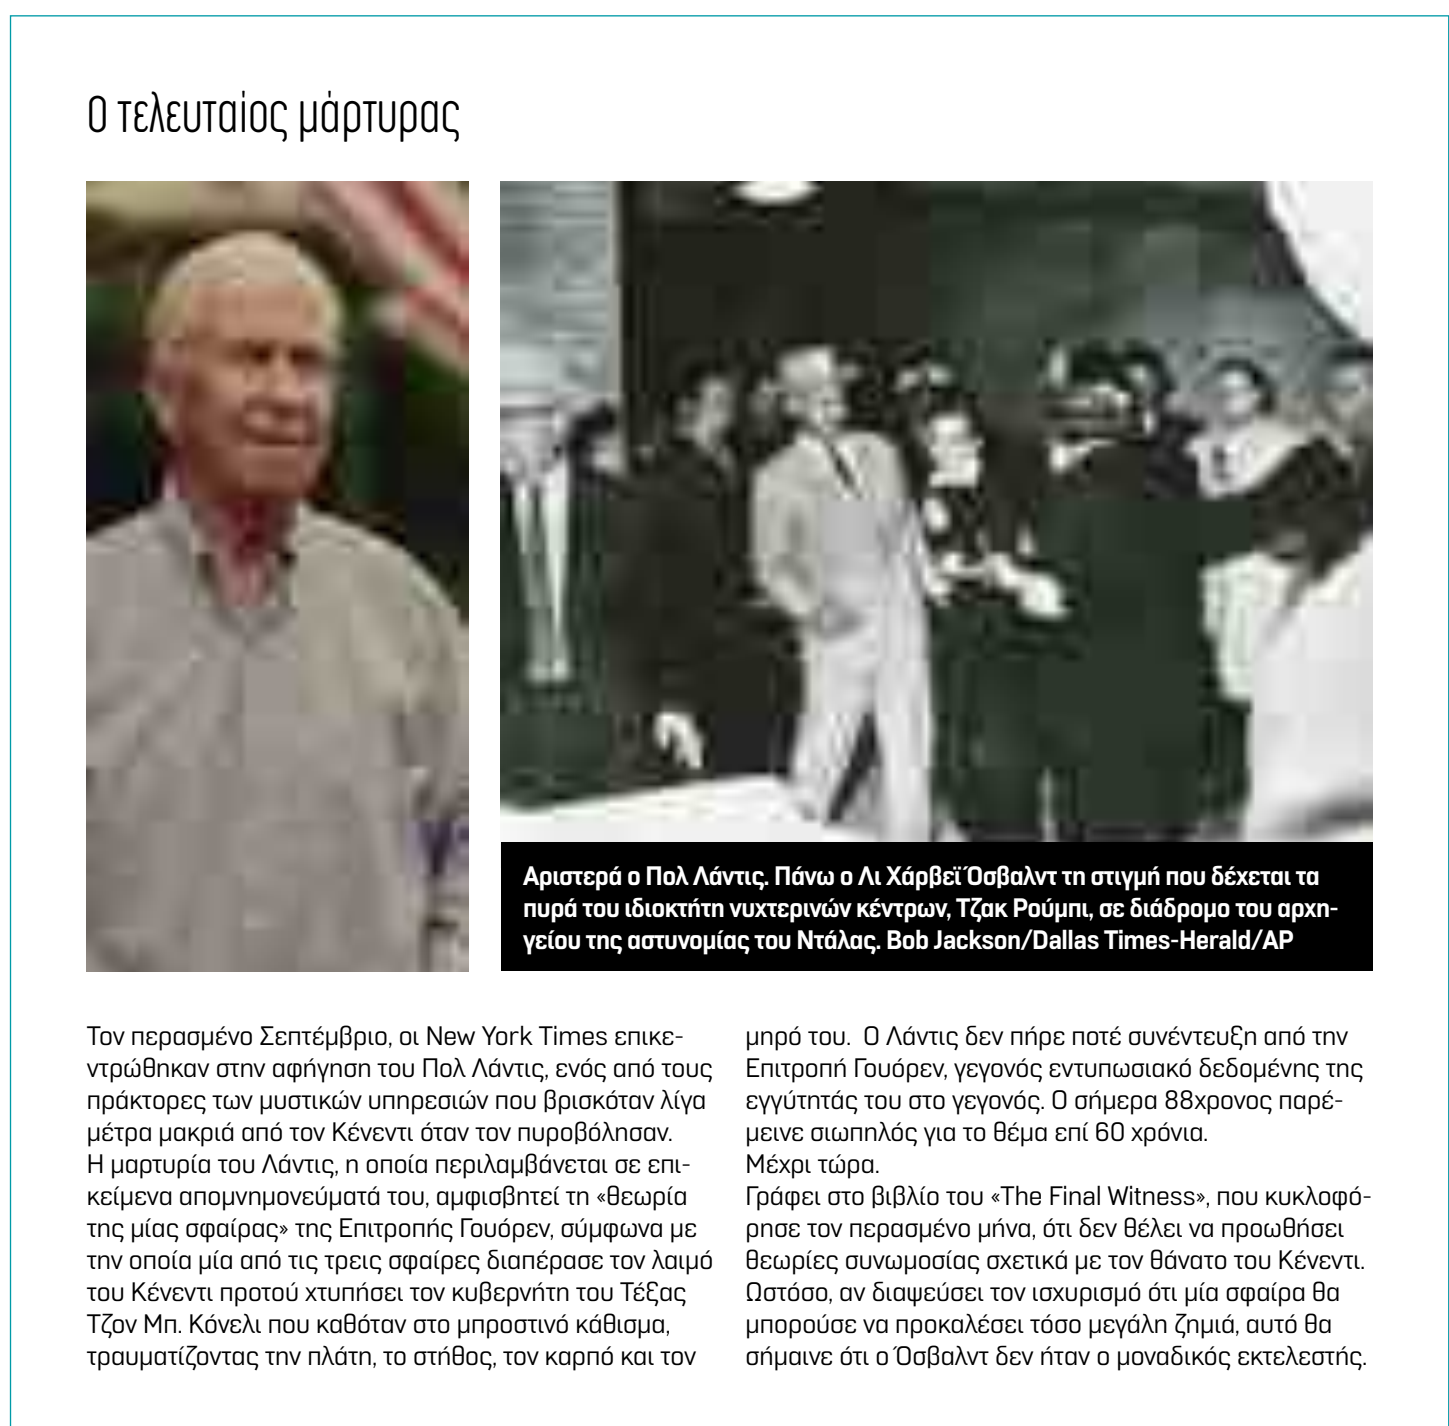 Ο τελευταίος μάρτυρας
Αριστερά ο Πολ Λάντις. Πάνω ο Λι Χάρβεϊ Όσβαλντ τη στιγμή που δέχεται τα
πυρά του ιδιοκτήτη νυχτερινών κέντρων, Τζακ Ρούμπι, σε διάδρομο του αρχη-
γείου της αστυνομίας του Ντάλας. Bob Jackson/Dallas Times-Herald/AP
Τον περασμένο Σεπτέμβριο, οι New York Times επικε-
ντρώθηκαν στην αφήγηση του Πολ Λάντις, ενός από τους
πράκτορες των μυστικών υπηρεσιών που βρισκόταν λίγα
μέτρα μακριά από τον Κένεντι όταν τον πυροβόλησαν.
Η μαρτυρία του Λάντις, η οποία περιλαμβάνεται σε επι-
κείμενα απομνημονεύματά του, αμφισβητεί τη «θεωρία
της μίας σφαίρας» της Επιτροπής Γουόρεν, σύμφωνα με
την οποία μία από τις τρεις σφαίρες διαπέρασε τον λαιμό
του Κένεντι προτού χτυπήσει τον κυβερνήτη του Τέξας
Τζον Μπ. Κόνελι που καθόταν στο μπροστινό κάθισμα,
τραυματίζοντας την πλάτη, το στήθος, τον καρπό και τον
μηρό του. Ο Λάντις δεν πήρε ποτέ συνέντευξη από την
Επιτροπή Γουόρεν, γεγονός εντυπωσιακό δεδομένης της
εγγύτητάς του στο γεγονός. Ο σήμερα 88χρονος παρέ-
μεινε σιωπηλός για το θέμα επί 60 χρόνια.
Μέχρι τώρα.
Γράφει στο βιβλίο του «The Final Witness», που κυκλοφό-
ρησε τον περασμένο μήνα, ότι δεν θέλει να προωθήσει
θεωρίες συνωμοσίας σχετικά με τον θάνατο του Κένεντι.
Ωστόσο, αν διαψεύσει τον ισχυρισμό ότι μία σφαίρα θα
μπορούσε να προκαλέσει τόσο μεγάλη ζημιά, αυτό θα
σήμαινε ότι ο Όσβαλντ δεν ήταν ο μοναδικός εκτελεστής.